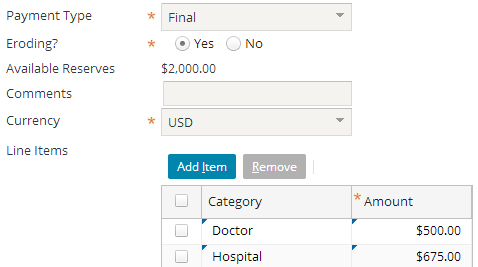 Payment Type * Final
Eroding? * Yes No
Available Reserves $2,000.00
Comments
Currency * USD
Line Items
Add Item Remove
Category * Amount
Doctor $500.00
Hospital $675.00